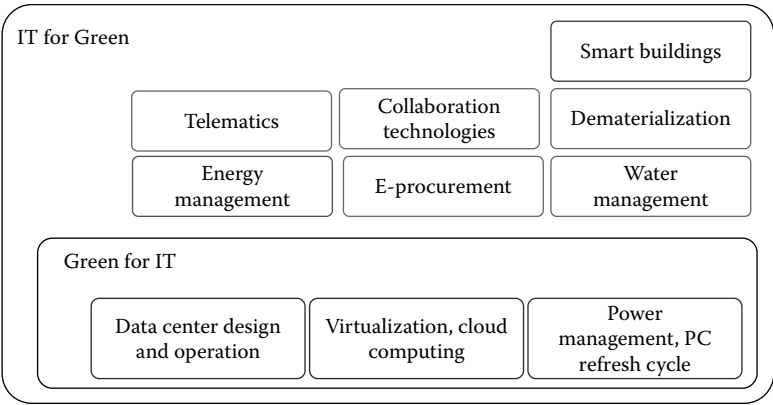 IT for Green
Smart buildings
Telematics
Collaboration
technologies
Dematerialization
Energy
management
E-procurement
Water
management
Green for IT
Data center design
and operation
Virtualization, cloud
computing
Power
management, PC
refresh cycle